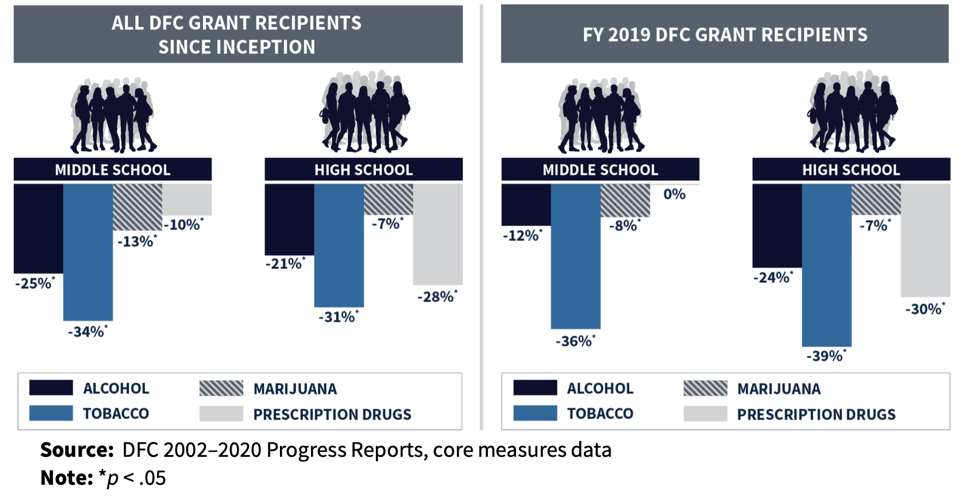 ALL DFC GRANT RECIPIENTS
SINCE INCEPTION
MIDDLE SCHOOL
-25%*
-34%*
-13%*
-10%*
HIGH SCHOOL
-21%*
-31%*
-7%*
-28%*
ALCOHOL
MARIJUANA
TOBACCO
PRESCRIPTION DRUGS
FY 2019 DFC GRANT RECIPIENTS
MIDDLE SCHOOL
-12%*
-36%*
-8%*
0%
HIGH SCHOOL
-24%*
-39%*
-7%*
-30%*
ALCOHOL
MARIJUANA
TOBACCO
PRESCRIPTION DRUGS
Source: DFC 2002–2020 Progress Reports, core measures data
Note: *p < .05